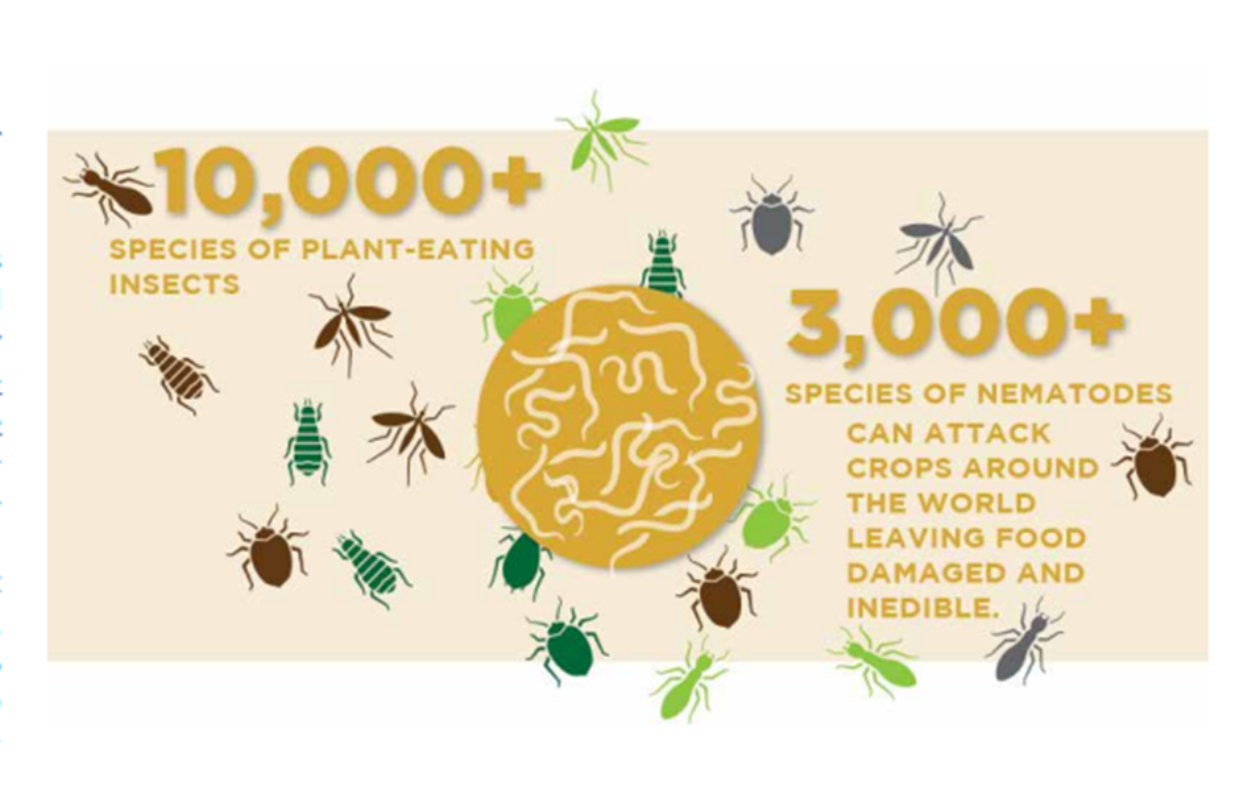 10,000+
SPECIES OF PLANT-EATING
INSECTS
3,000+
SPECIES OF NEMATODES
CAN ATTACK
CROPS AROUND
THE WORLD
LEAVING FOOD
DAMAGED AND
INEDIBLE.